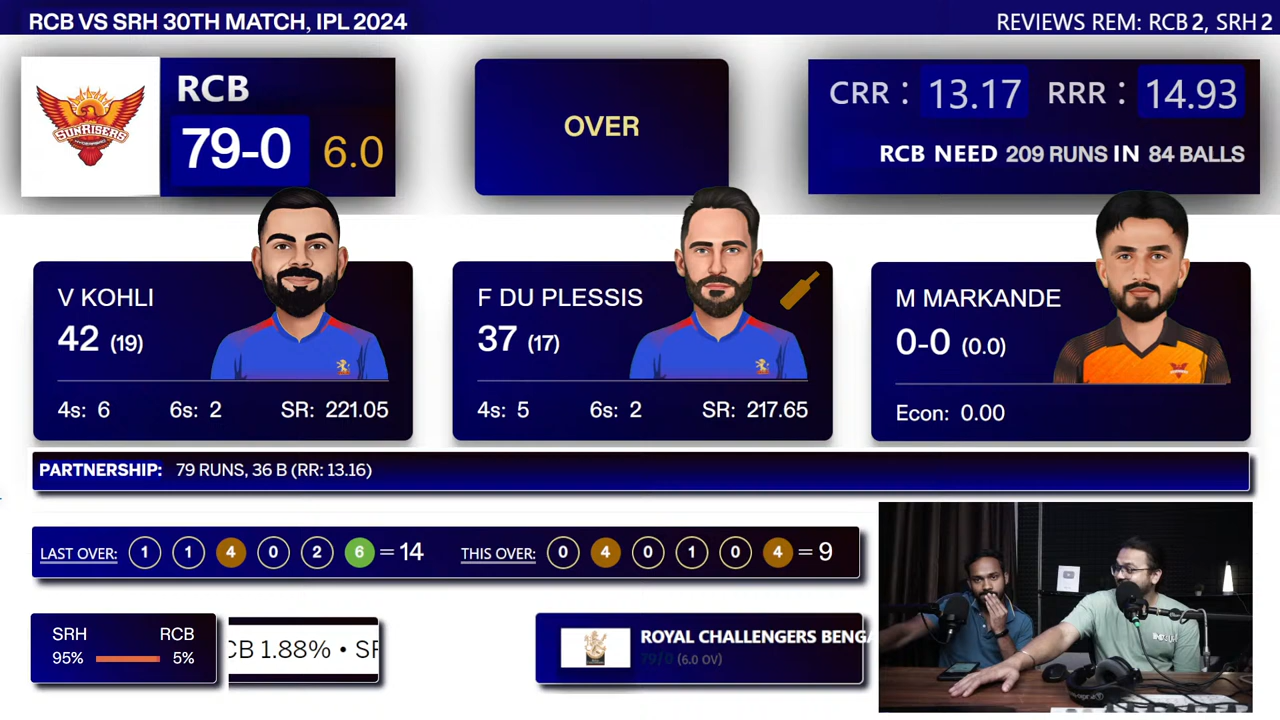 RCB VS SRH 30TH MATCH, IPL 2024
REVIEWS REM: RCB 2, SRH 2
SUNRISERS
RCB
79-0 6.0
OVER
CRR : 13.17 RRR : 14.93
RCB NEED 209 RUNS IN 84 BALLS
V KOHLI
42 (19)
4s: 6 6s: 2 SR: 221.05
F DU PLESSIS
37 (17)
4s: 5 6s: 2 SR: 217.65
M MARKANDE
0-0 (0.0)
Econ: 0.00
PARTNERSHIP: 79 RUNS, 36 B (RR: 13.16)
LAST OVER: 1 1 4 0 2 6 = 14
THIS OVER: 0 4 0 1 0 4 = 9
SRH RCB
95% 5%
CB 1.88% • SR
ROYAL CHALLENGERS BENGA
79/0 (6.0 OV)